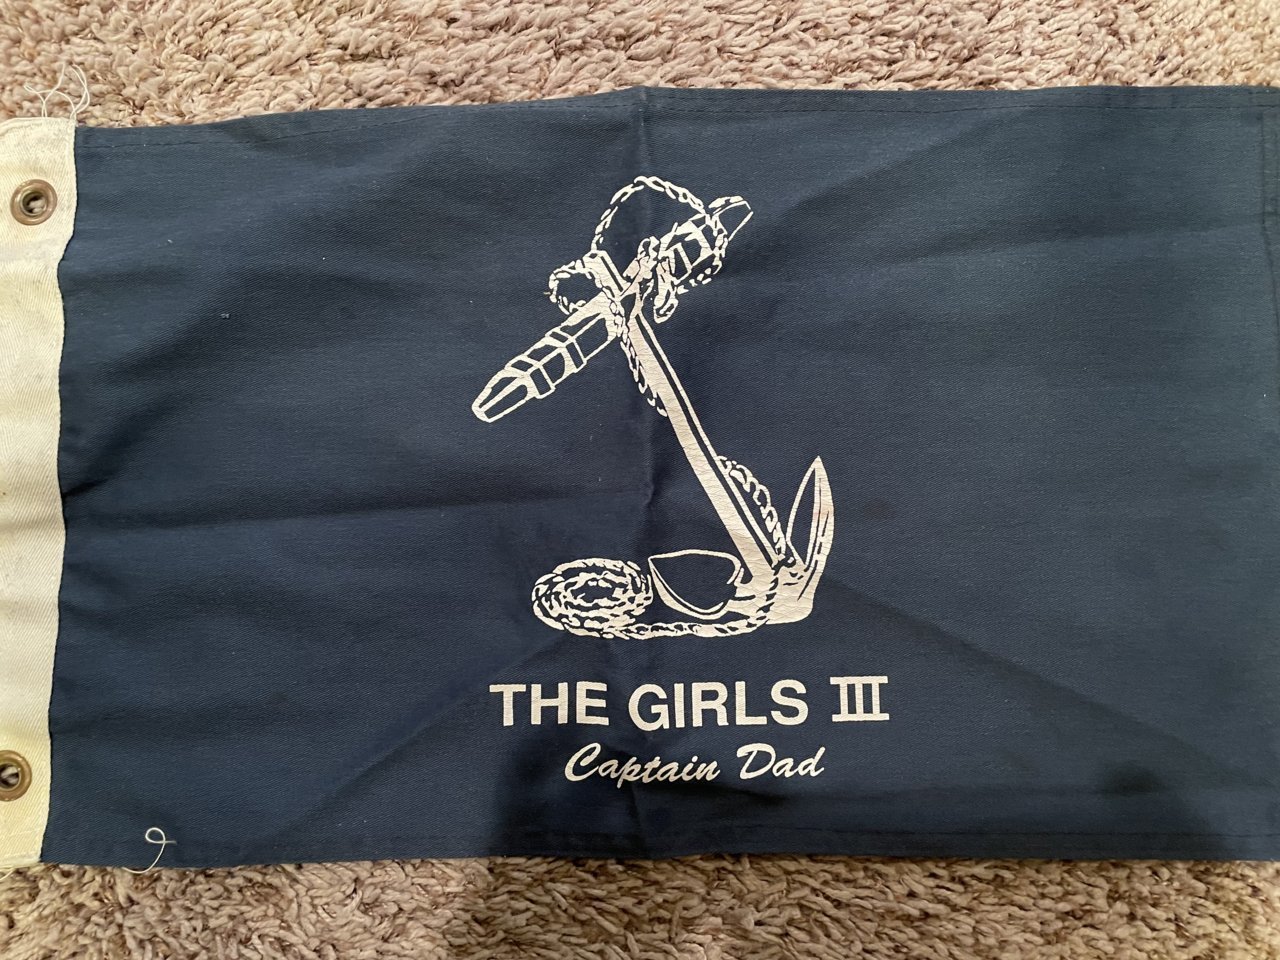 THE GIRLS III
Captain Dad